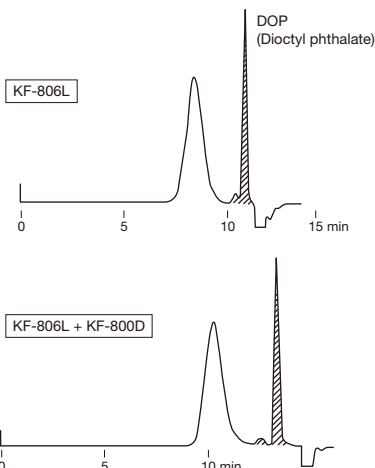 DOP
(Dioctyl phthalate)
KF-806L
0 5 10 15 min
KF-806L + KF-800D
0 5 10 min